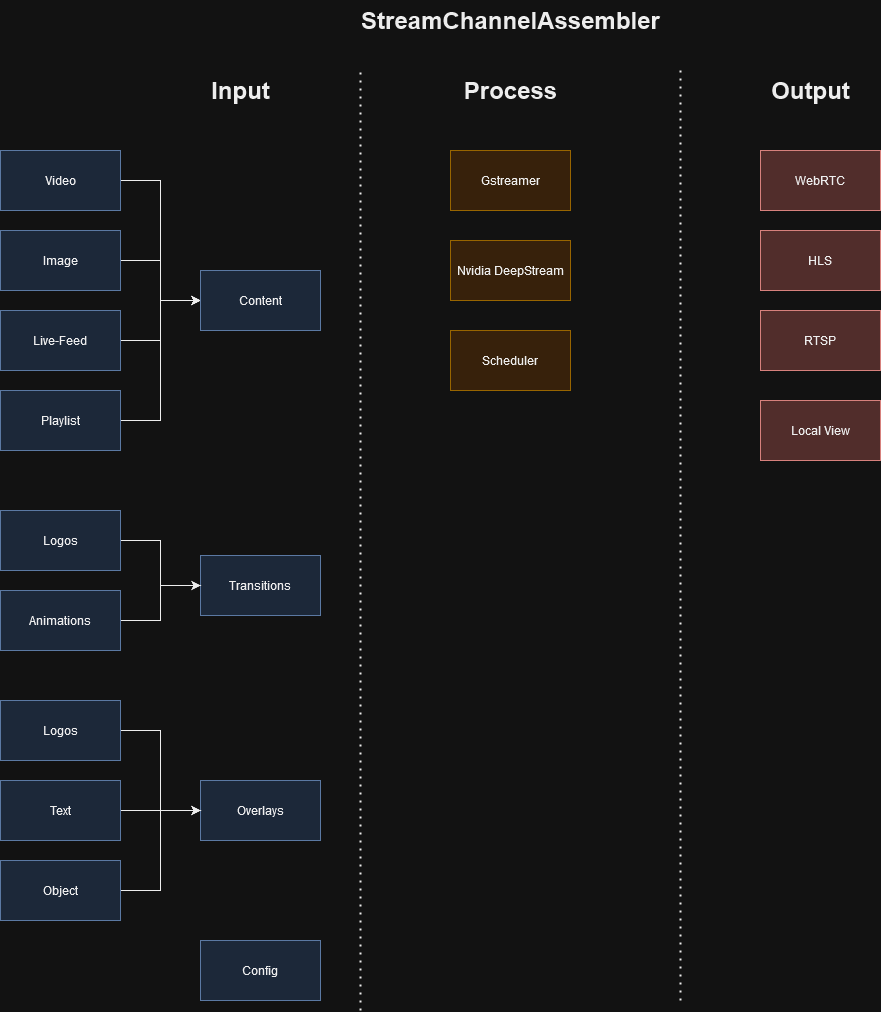 StreamChannelAssembler
Input
Process
Output
Video
Image
Live-Feed
Playlist
Content
Logos
Animations
Transitions
Logos
Text
Object
Overlays
Config
Gstreamer
Nvidia DeepStream
Scheduler
WebRTC
HLS
RTSP
Local View